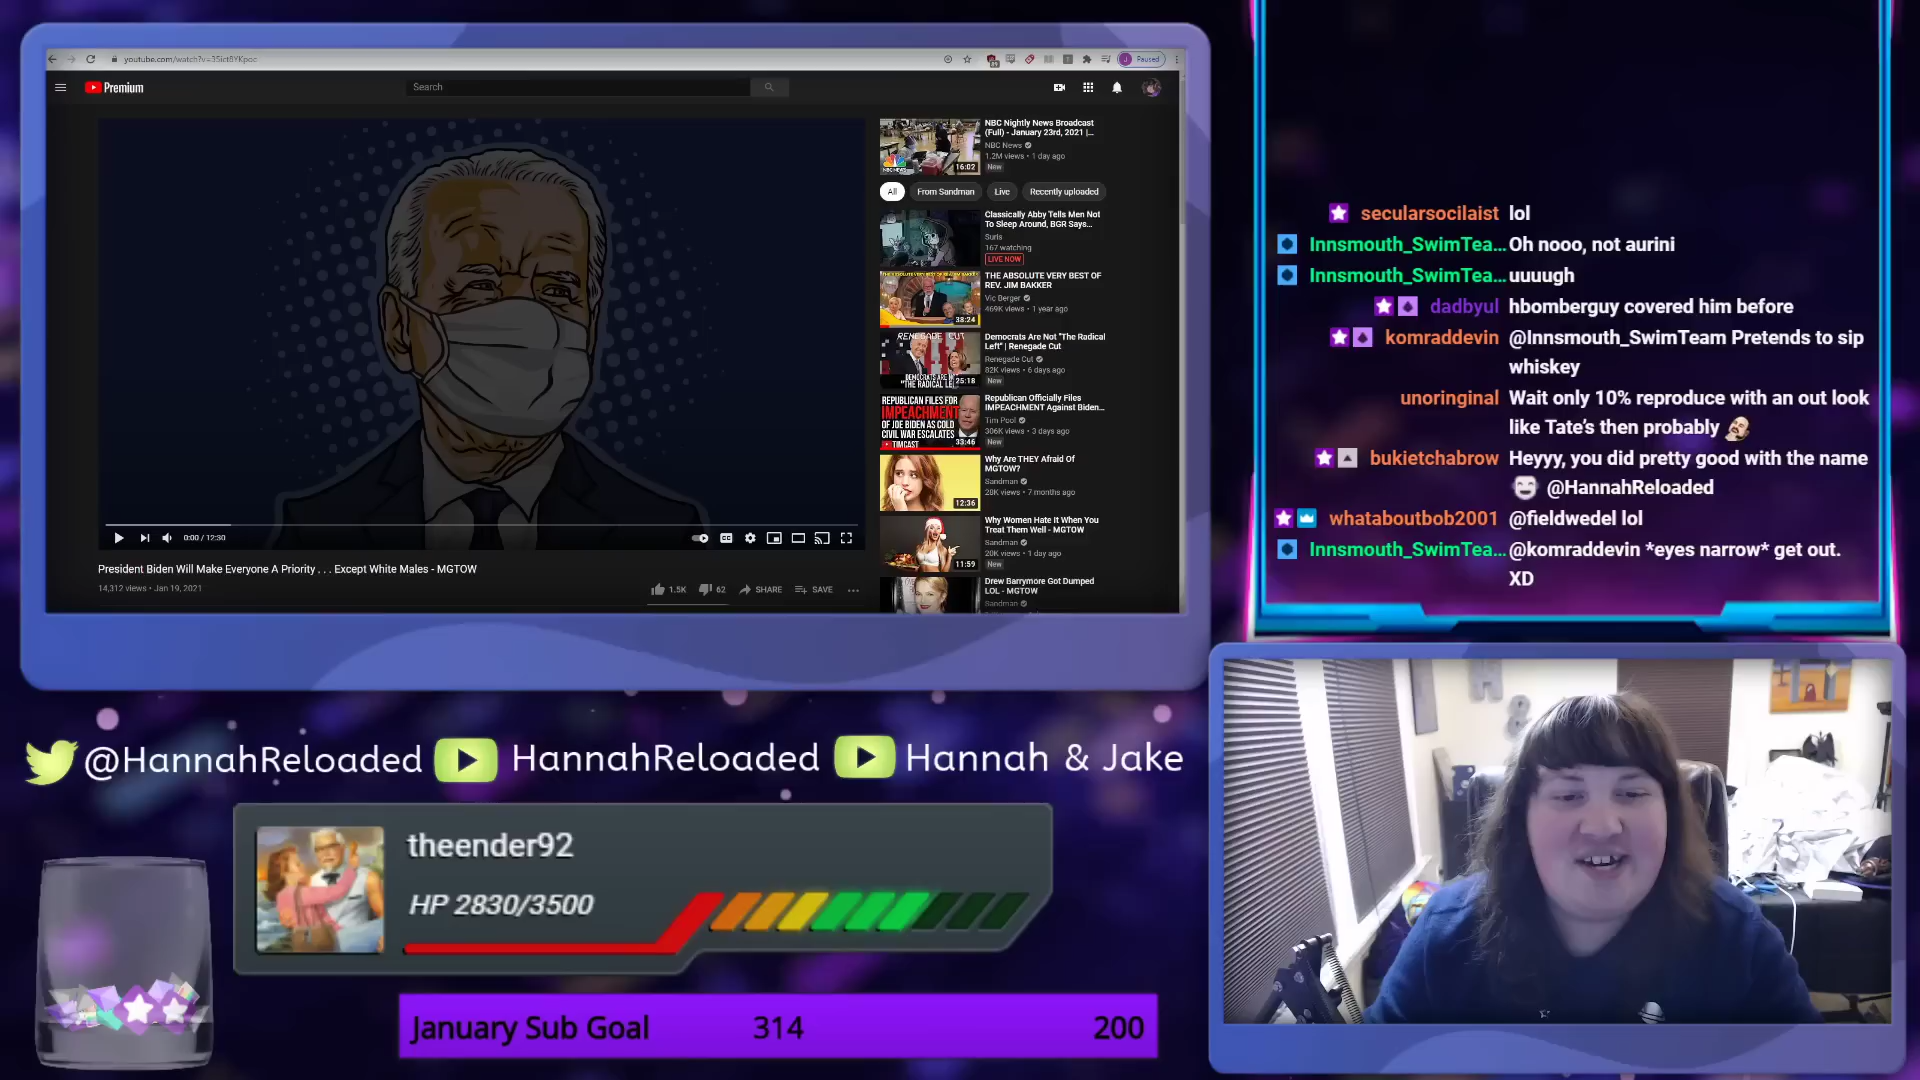 youtube.com/watch?v=35ict8YKpoc
Paused
Premium
Search
0:00 / 12:30
President Biden Will Make Everyone A Priority . . . Except White Males - MGTOW
14,312 views • Jan 19, 2021
1.5K
62
SHARE
SAVE
NBC Nightly News Broadcast
(Full) - January 23rd, 2021 |...
NBC News
1.2M views • 1 day ago
New
NBC NEWS
16:02
All
From Sandman
Live
Recently uploaded
Classically Abby Tells Men Not
To Sleep Around, BGR Says...
Suris
167 watching
LIVE NOW
THE ABSOLUTE VERY BEST OF
REV. JIM BAKKER
Vic Berger
469K views • 1 year ago
38:24
Democrats Are Not "The Radical
Left" | Renegade Cut
Renegade Cut
82K views • 6 days ago
New
RENEGADE CUT
25:18
Republican Officially Files
IMPEACHMENT Against Biden...
Tim Pool
306K views • 3 days ago
New
REPUBLICAN FILES FOR
IMPEACHMENT
OF JOE BIDEN AS COLD
CIVIL WAR ESCALATES
TIMCAST
33:46
Why Are THEY Afraid Of
MGTOW?
Sandman
28K views • 7 months ago
12:36
Why Women Hate It When You
Treat Them Well - MGTOW
Sandman
20K views • 1 day ago
New
11:59
Drew Barrymore Got Dumped
LOL - MGTOW
Sandman
secularsocilaist lol
Innsmouth_SwimTea... Oh nooo, not aurini
Innsmouth_SwimTea... uuuugh
dadbyul hbomberguy covered him before
komraddevin @Innsmouth_SwimTeam Pretends to sip
whiskey
unoringinal Wait only 10% reproduce with an out look
like Tate's then probably
bukietchabrow Heyyy, you did pretty good with the name
@HannahReloaded
whataboutbob2001 @fieldwedel lol
Innsmouth_SwimTea... @komraddevin *eyes narrow* get out.
XD
@HannahReloaded
HannahReloaded
Hannah & Jake
theender92
HP 2830/3500
January Sub Goal 314 200